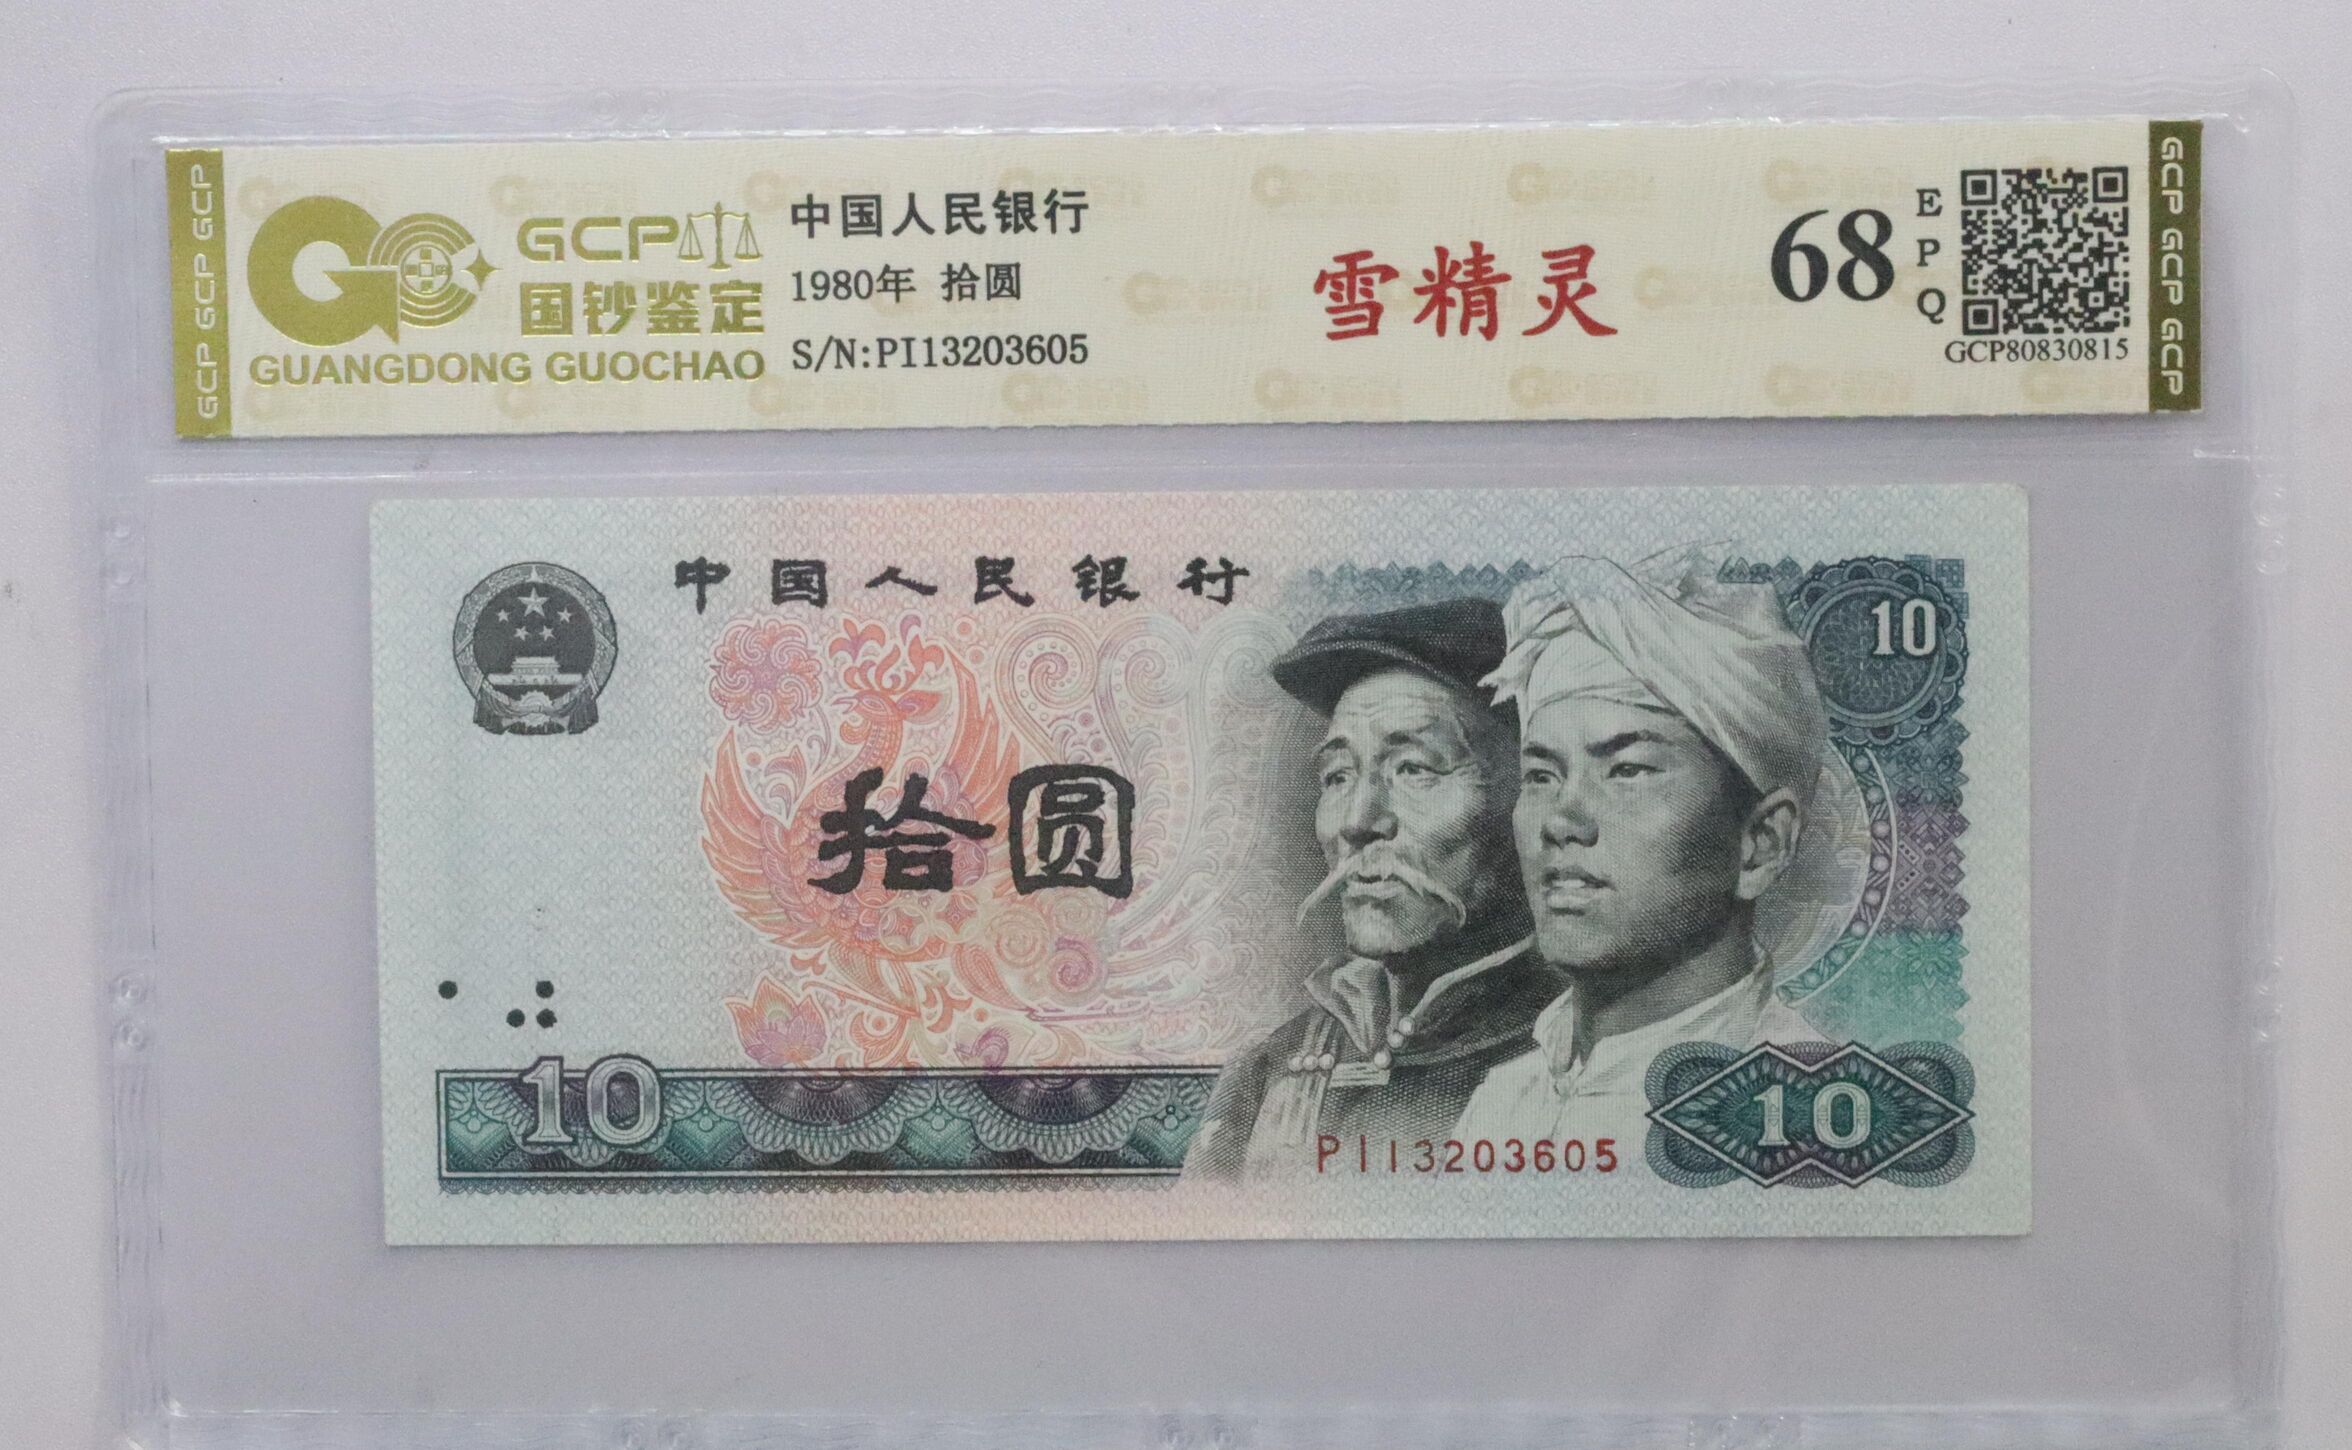 GCP GCP GCP
GCP
国钞鉴定
GUANGDONG GUOCHAO
中国人民银行
1980年 拾圆
S/N:PI13203605
雪精灵
68
EPQ
GCP80830815
GCP GCP GCP
中国人民银行
10
拾圆
10
PI13203605
10